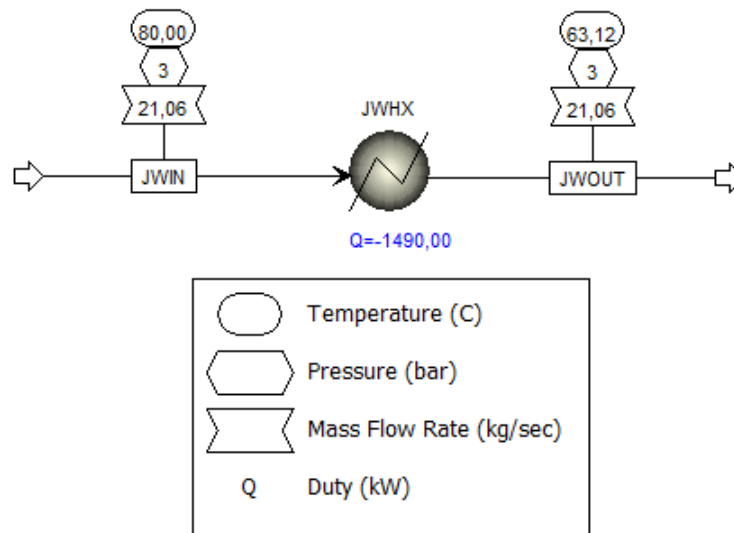 80,00
3
21,06
JWIN
JWHX
Q=-1490,00
63,12
3
21,06
JWOUT
Temperature (C)
Pressure (bar)
Mass Flow Rate (kg/sec)
Q Duty (kW)